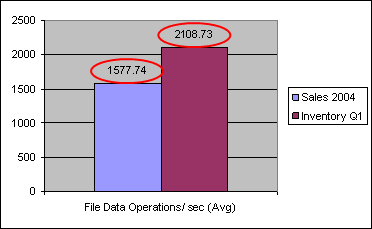 2500
2000
1500
1000
500
0
2108.73
1577.74
Sales 2004
Inventory Q1
File Data Operations/ sec (Avg)